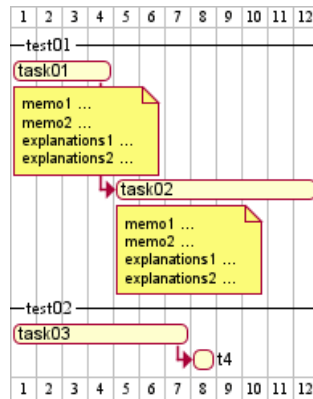 1 2 3 4 5 6 7 8 9 10 11 12
test01
task01
memo1 ...
memo2 ...
explanations1 ...
explanations2 ...
task02
memo1 ...
memo2 ...
explanations1 ...
explanations2 ...
test02
task03
t4
1 2 3 4 5 6 7 8 9 10 11 12